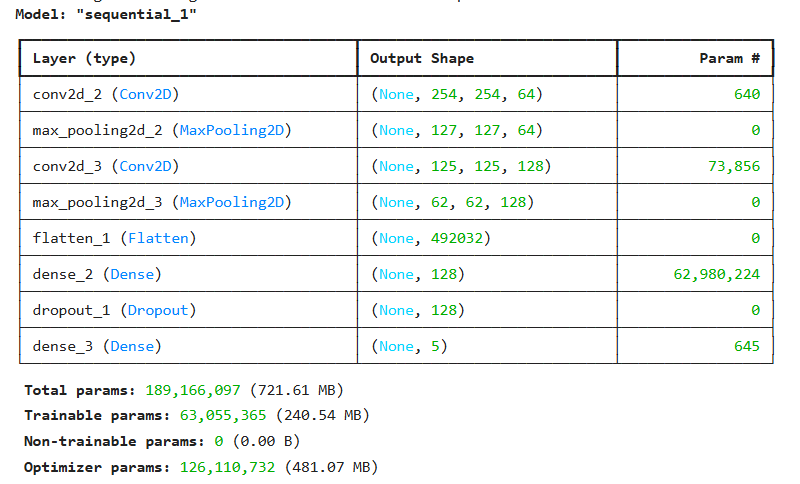 Model: "sequential_1"
Layer (type) Output Shape Param #
conv2d_2 (Conv2D) (None, 254, 254, 64) 640
max_pooling2d_2 (MaxPooling2D) (None, 127, 127, 64) 0
conv2d_3 (Conv2D) (None, 125, 125, 128) 73,856
max_pooling2d_3 (MaxPooling2D) (None, 62, 62, 128) 0
flatten_1 (Flatten) (None, 492032) 0
dense_2 (Dense) (None, 128) 62,980,224
dropout_1 (Dropout) (None, 128) 0
dense_3 (Dense) (None, 5) 645
Total params: 189,166,097 (721.61 MB)
Trainable params: 63,055,365 (240.54 MB)
Non-trainable params: 0 (0.00 B)
Optimizer params: 126,110,732 (481.07 MB)